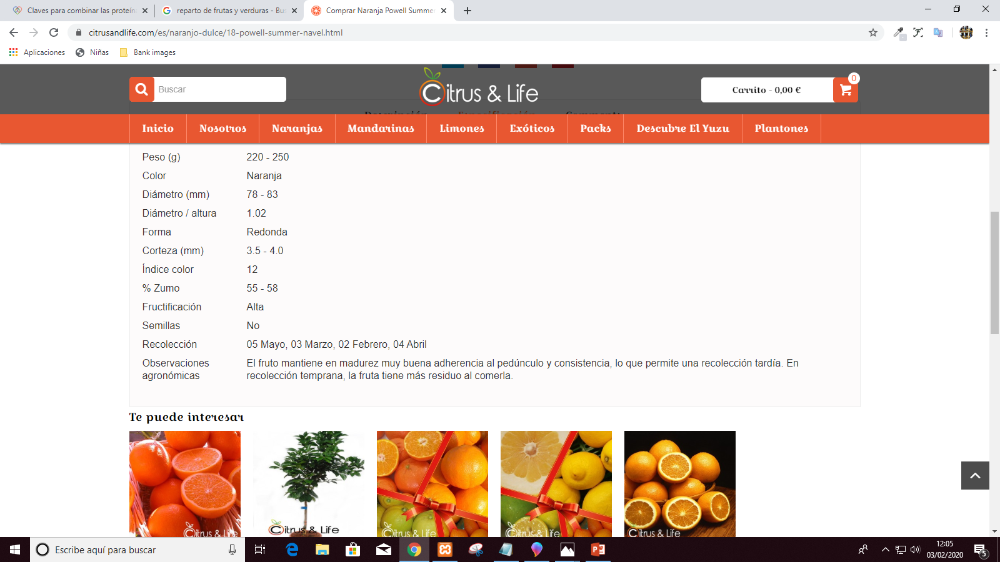 Claves para combinar las proteín
reparto de frutas y verduras - Bus
Comprar Naranja Powell Summer
citrusandlife.com/es/naranjo-dulce/18-powell-summer-navel.html
Aplicaciones
Niñas
Bank images
Buscar
Citrus & Life
Carrito - 0,00 €
0
Descripción
Especificación
Comments
Inicio
Nosotros
Naranjas
Mandarinas
Limones
Exóticos
Packs
Descubre El Yuzu
Plantones
Peso (g) 220 - 250
Color Naranja
Diámetro (mm) 78 - 83
Diámetro / altura 1.02
Forma Redonda
Corteza (mm) 3.5 - 4.0
Índice color 12
% Zumo 55 - 58
Fructificación Alta
Semillas No
Recolección 05 Mayo, 03 Marzo, 02 Febrero, 04 Abril
Observaciones agronómicas El fruto mantiene en madurez muy buena adherencia al pedúnculo y consistencia, lo que permite una recolección tardía. En
recolección temprana, la fruta tiene más residuo al comerla.
Te puede interesar
Citrus & Life
Citrus & Life
Citrus & Life
Citrus & Life
Citrus & Life
Escribe aquí para buscar
12:05
03/02/2020
5